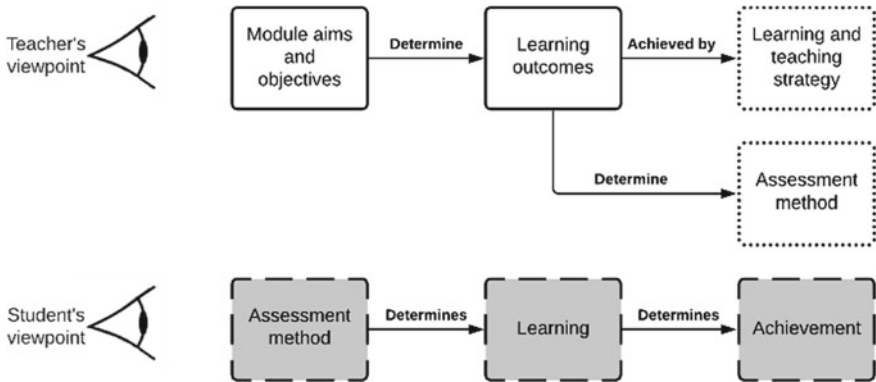 Teacher's
viewpoint
Module aims
and
objectives
Determine
Learning
outcomes
Achieved by
Learning and
teaching
strategy
Determine
Assessment
method
Student's
viewpoint
Assessment
method
Determines
Learning
Determines
Achievement